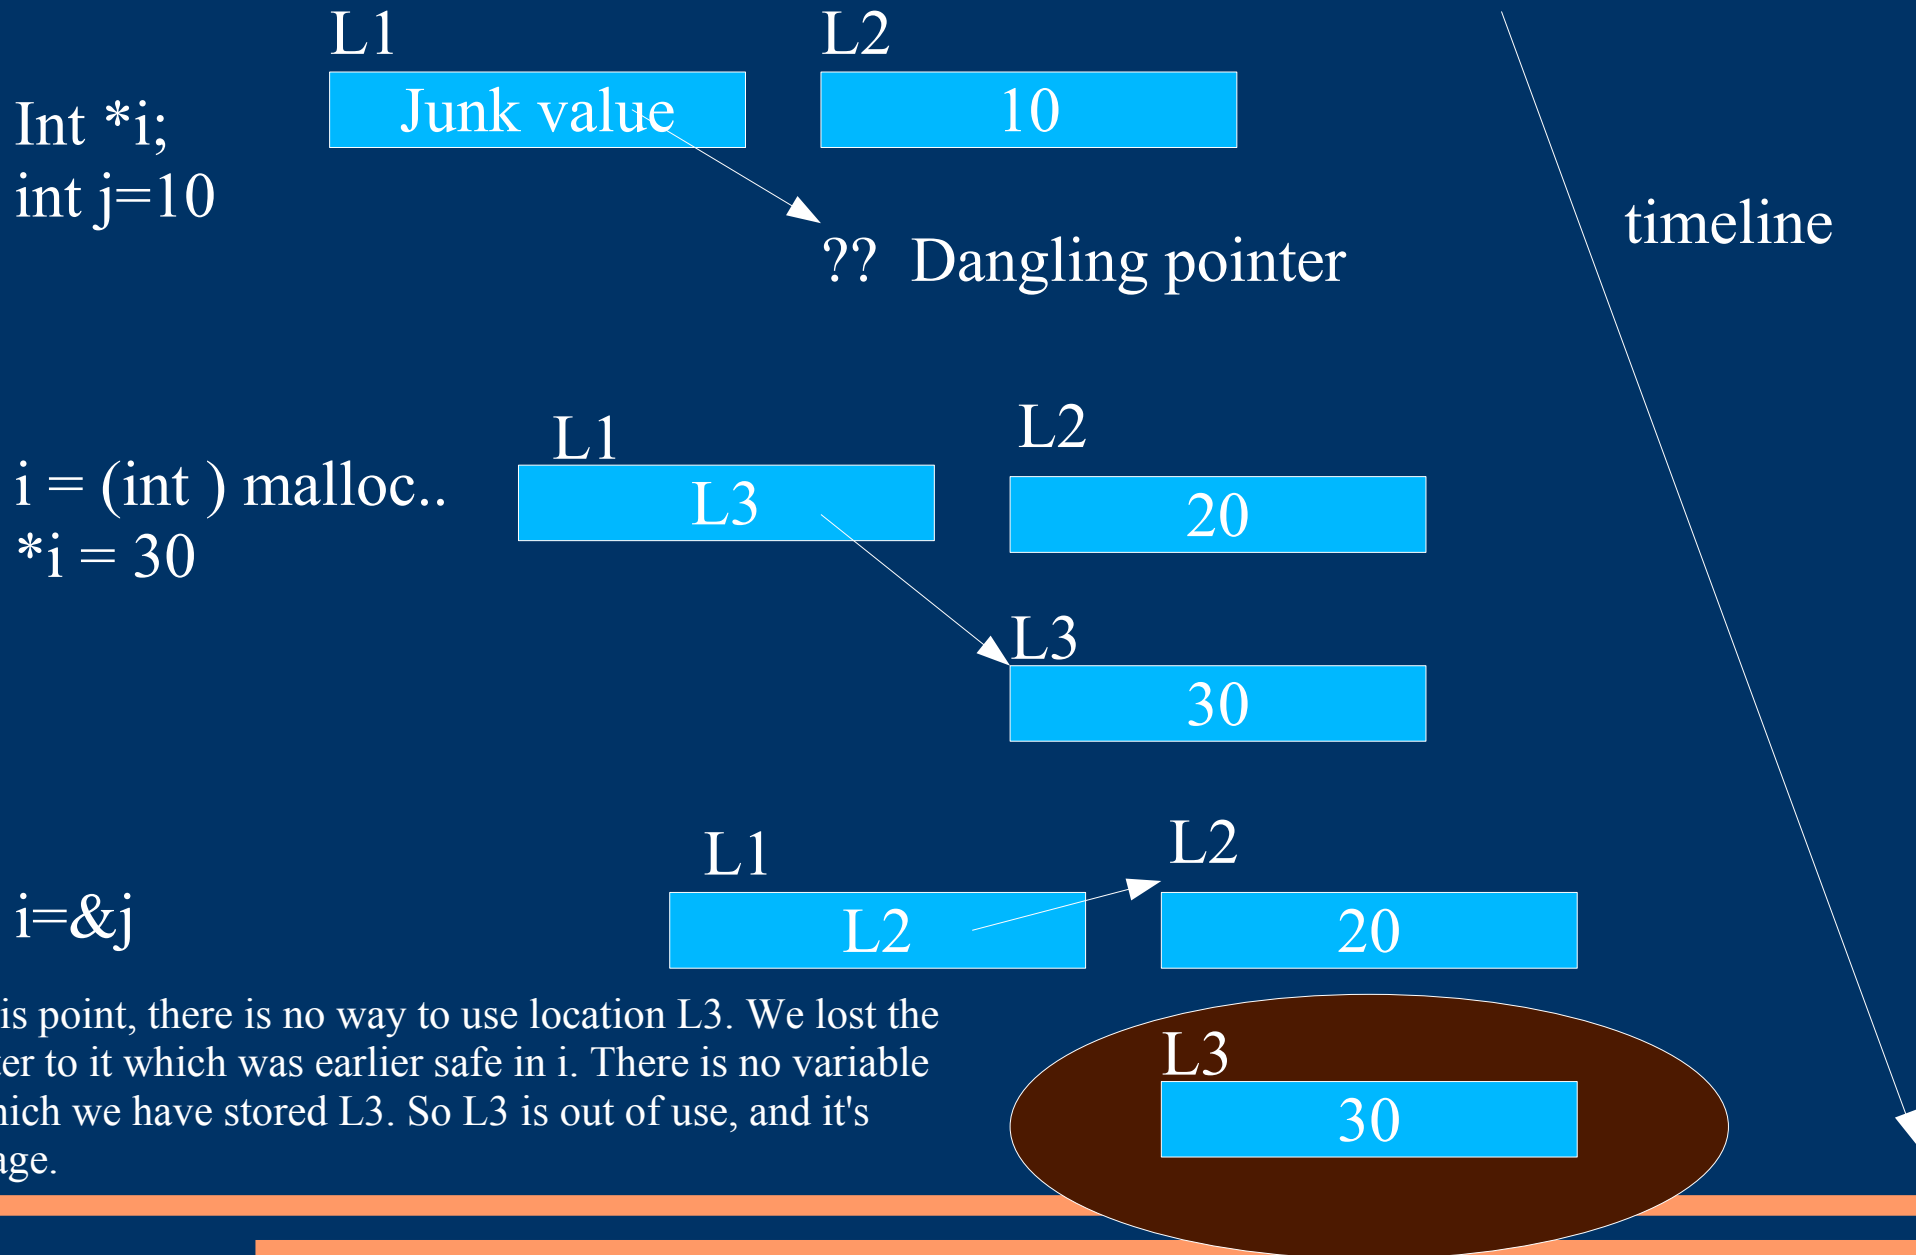 L1 L2
Junk value 10
Int *i;
int j=10
timeline
?? Dangling pointer
L1 L2
i = (int ) malloc.. L3 20
*i = 30
L3
30
L1 L2
i=&j L2 20
is point, there is no way to use location L3. We lost the
ter to it which was earlier safe in i. There is no variable
hich we have stored L3. So L3 is out of use, and it's
age.
L3
30